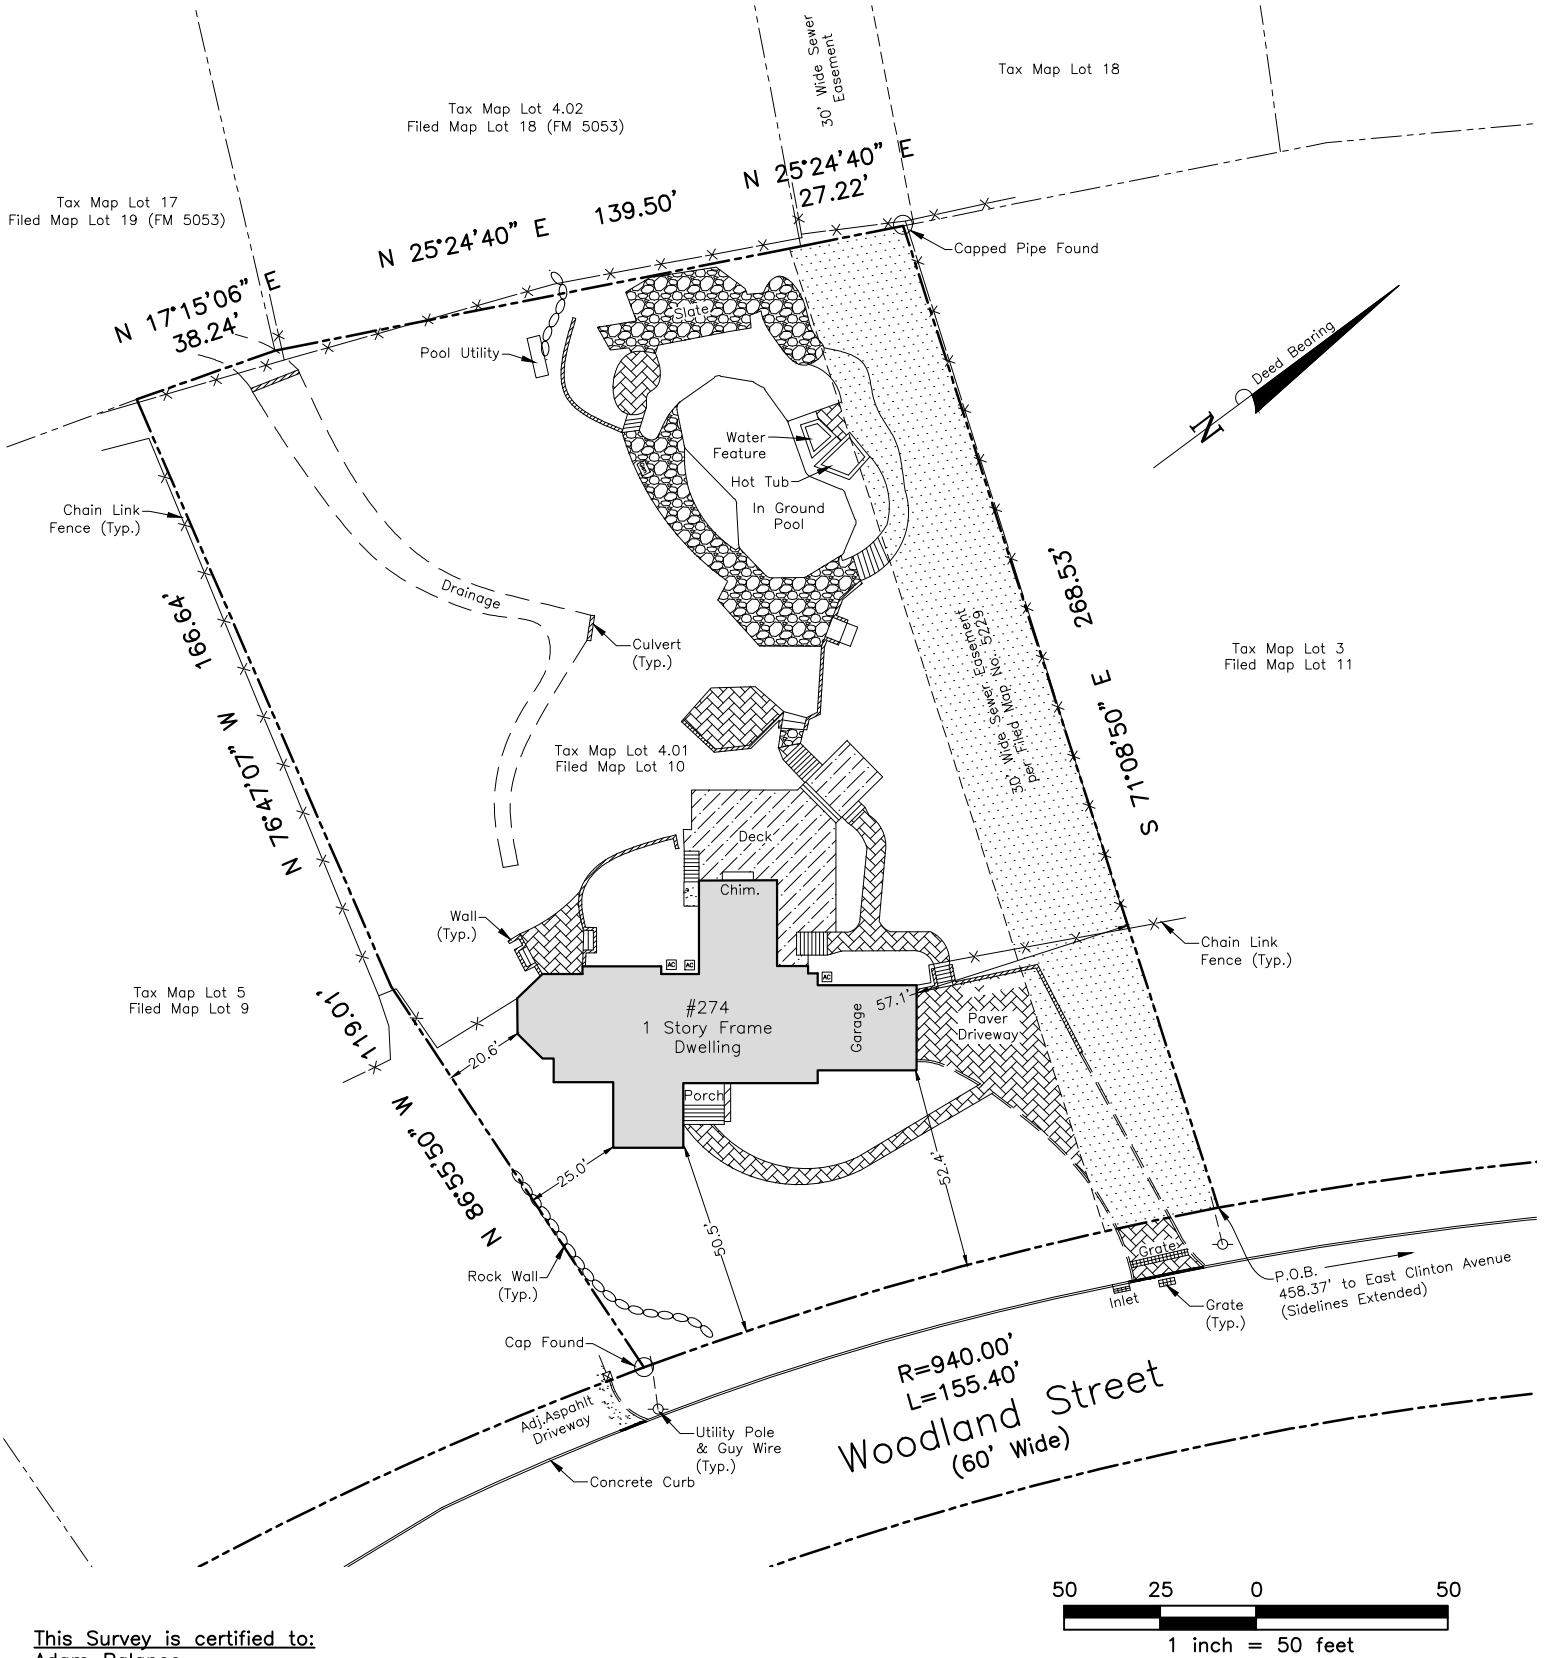 30' Wide Sewer
Easement
Tax Map Lot 18
Tax Map Lot 4.02
Filed Map Lot 18 (FM 5053)
N 25°24'40" E
27.22'
Tax Map Lot 17
Filed Map Lot 19 (FM 5053)
N 25°24'40" E 139.50'
Capped Pipe Found
N 17°15'06" E
38.24'
Slate
Pool Utility
Deed Bearing
N
Water
Feature
Hot Tub
In Ground
Pool
Chain Link
Fence (Typ.)
Drainage
Culvert
(Typ.)
166.64'
N 76°47'07" W
S 71°08'50" E 268.53'
30' Wide Sewer Easement
per Filed Map No. 5229
Tax Map Lot 3
Filed Map Lot 11
Tax Map Lot 4.01
Filed Map Lot 10
Deck
Chim.
Wall
(Typ.)
Chain Link
Fence (Typ.)
AC
AC
AC
Tax Map Lot 5
Filed Map Lot 9
#274
1 Story Frame
Dwelling
Garage
57.1'
Paver
Driveway
119.01'
N 86°55'50" W
20.6'
Porch
25.0'
50.5'
52.4'
Rock Wall
(Typ.)
Grate
Inlet
Grate
(Typ.)
P.O.B.
458.37' to East Clinton Avenue
(Sidelines Extended)
Cap Found
Adj.Aspahlt
Driveway
Utility Pole
& Guy Wire
(Typ.)
Concrete Curb
R=940.00'
L=155.40'
Woodland Street
(60' Wide)
50 25 0 50
1 inch = 50 feet
This Survey is certified to: